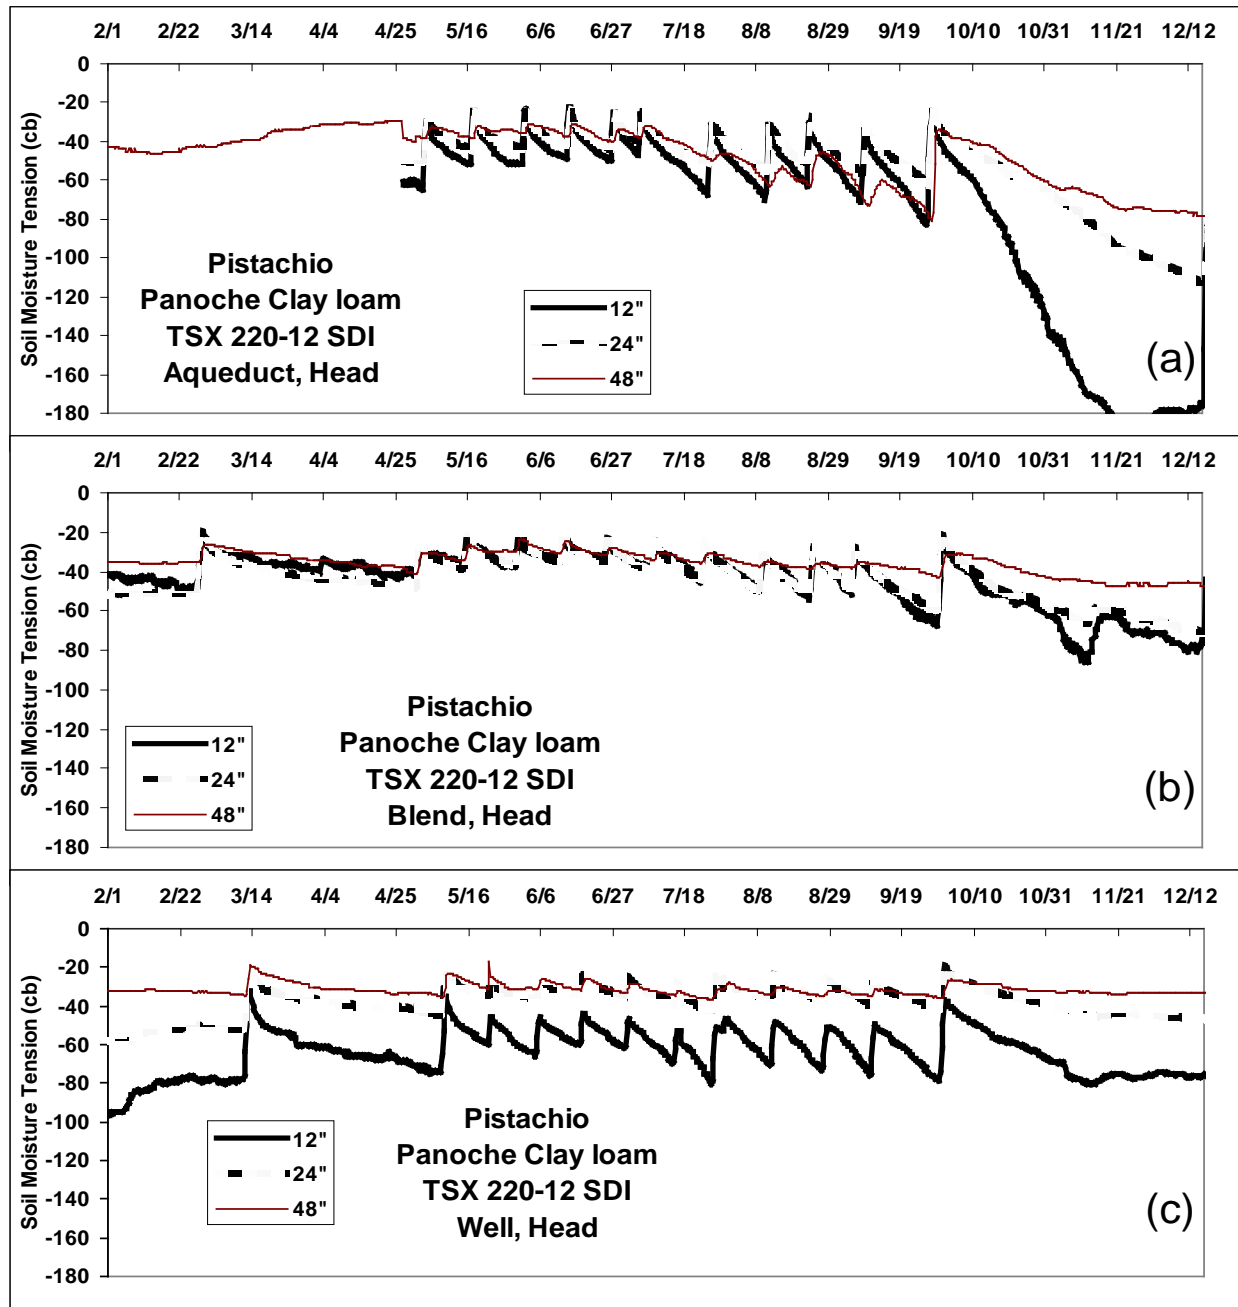 2/1 2/22 3/14 4/4 4/25 5/16 6/6 6/27 7/18 8/8 8/29 9/19 10/10 10/31 11/21 12/12
0
-20
-40
-60
-80
-100
-120
-140
-160
-180
Soil Moisture Tension (cb)
Pistachio
Panoche Clay loam
TSX 220-12 SDI
Aqueduct, Head
12"
24"
48"
(a)
2/1 2/22 3/14 4/4 4/25 5/16 6/6 6/27 7/18 8/8 8/29 9/19 10/10 10/31 11/21 12/12
0
-20
-40
-60
-80
-100
-120
-140
-160
-180
Soil Moisture Tension (cb)
12"
24"
48"
Pistachio
Panoche Clay loam
TSX 220-12 SDI
Blend, Head
(b)
2/1 2/22 3/14 4/4 4/25 5/16 6/6 6/27 7/18 8/8 8/29 9/19 10/10 10/31 11/21 12/12
0
-20
-40
-60
-80
-100
-120
-140
-160
-180
Soil Moisture Tension (cb)
12"
24"
48"
Pistachio
Panoche Clay loam
TSX 220-12 SDI
Well, Head
(c)